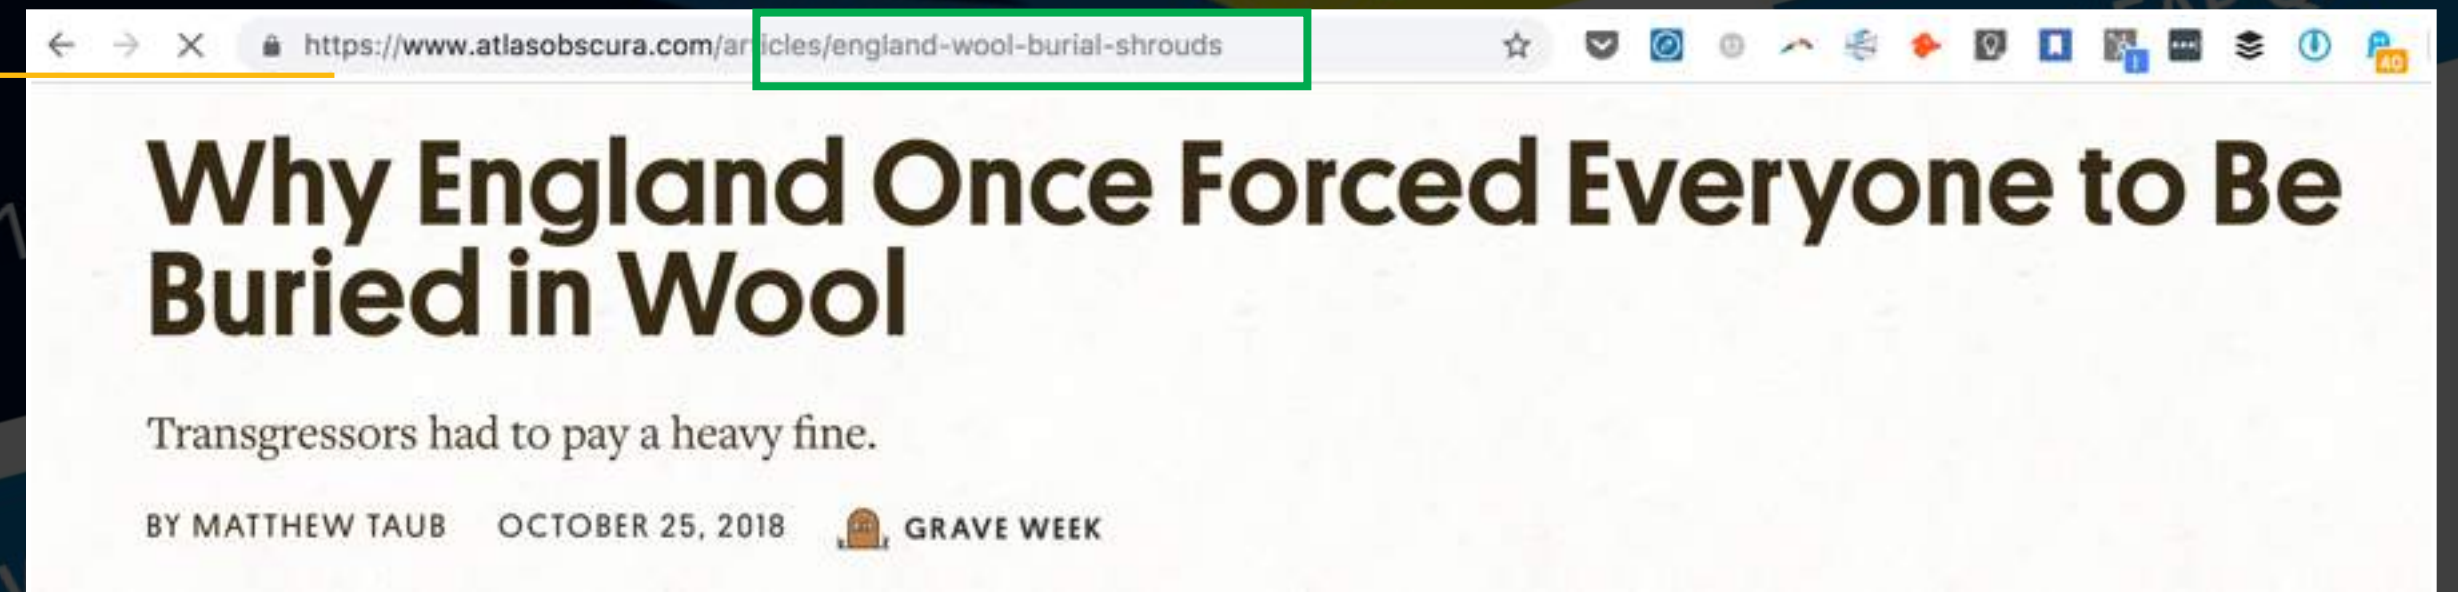 https://www.atlasobscura.com/articles/england-wool-burial-shrouds
40
Why England Once Forced Everyone to Be
Buried in Wool
Transgressors had to pay a heavy fine.
BY MATTHEW TAUB OCTOBER 25, 2018 GRAVE WEEK